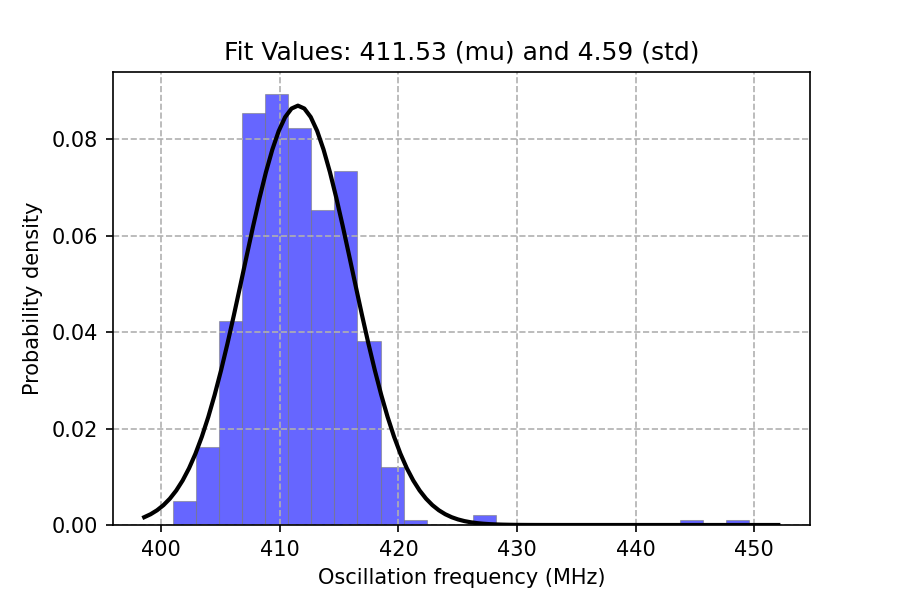 Fit Values: 411.53 (mu) and 4.59 (std)
Probability density
0.08
0.06
0.04
0.02
0.00
400 410 420 430 440 450
Oscillation frequency (MHz)